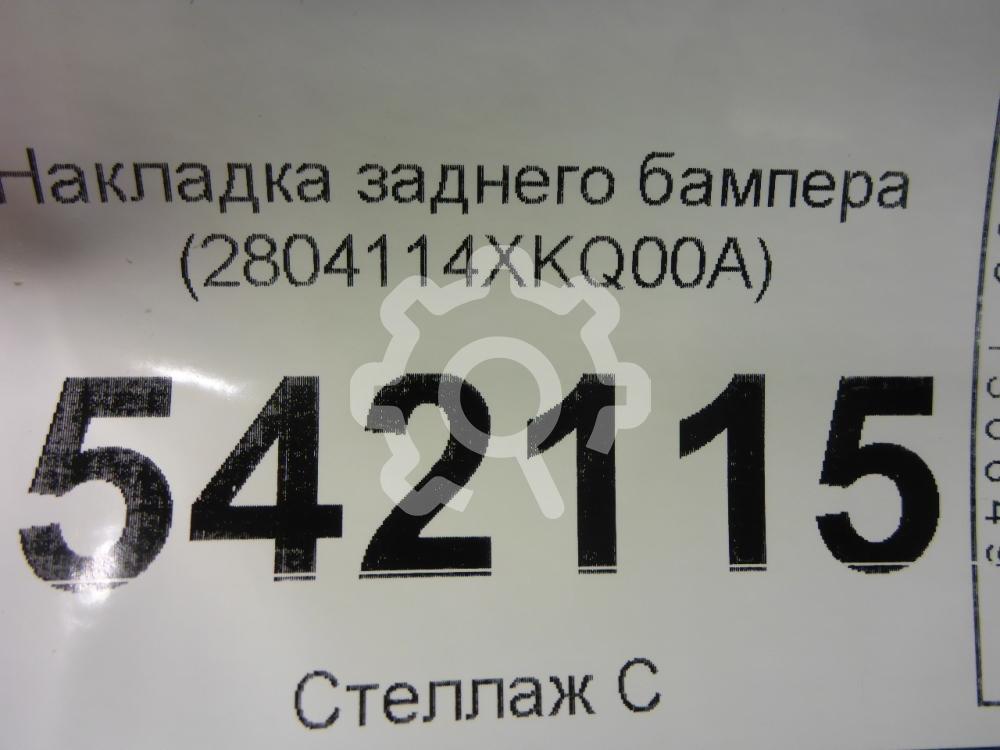 Накладка заднего бампера
(2804114XKQ00A)
542115
Стеллаж С